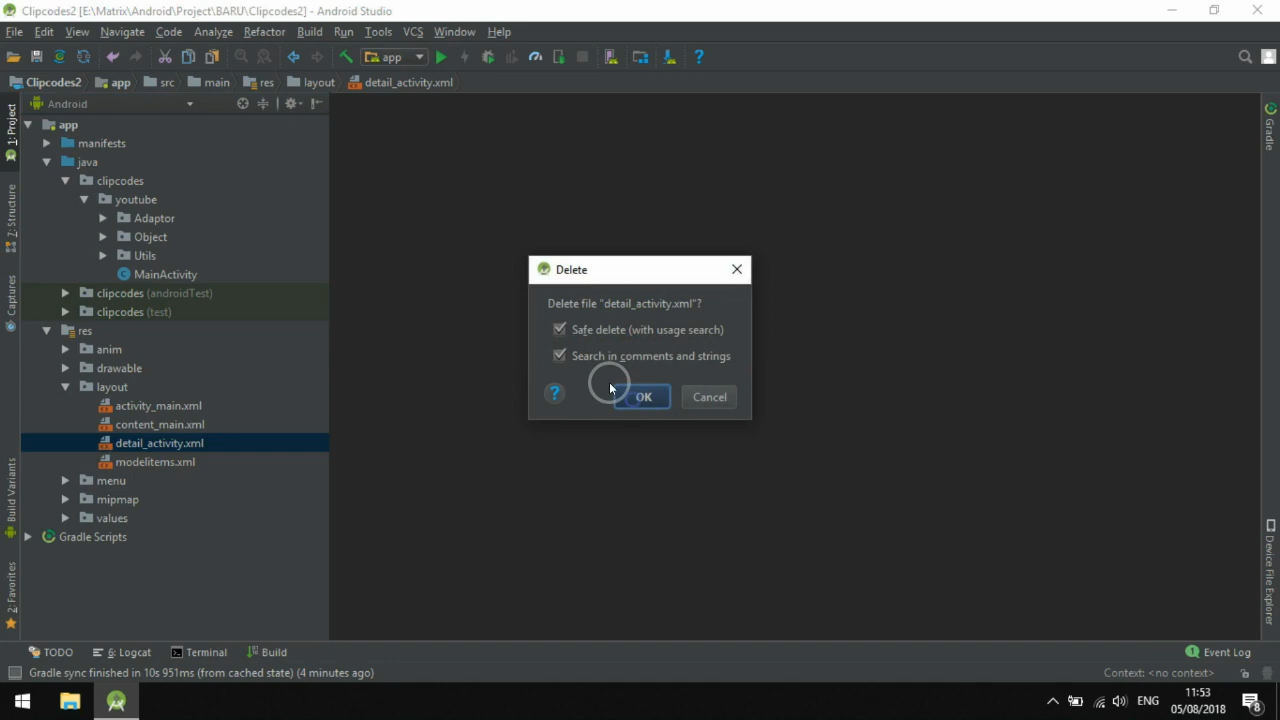 Clipcodes2 [E:\Matrix\Android\Project\BARU\Clipcodes2] - Android Studio
File Edit View Navigate Code Analyze Refactor Build Run Tools VCS Window Help
app
Clipcodes2 app src main res layout detail_activity.xml
Android
1: Project
Z: Structure
Captures
Build Variants
2: Favorites
app
manifests
java
clipcodes
youtube
Adaptor
Object
Utils
MainActivity
clipcodes (androidTest)
clipcodes (test)
res
anim
drawable
layout
activity_main.xml
content_main.xml
detail_activity.xml
modelitems.xml
menu
mipmap
values
Gradle Scripts
Delete
Delete file "detail_activity.xml"?
Safe delete (with usage search)
Search in comments and strings
? OK Cancel
Gradle
Device File Explorer
TODO 6: Logcat Terminal Build 1 Event Log
Gradle sync finished in 10s 951ms (from cached state) (4 minutes ago) Context: <no context>
ENG 11:53
05/08/2018 8